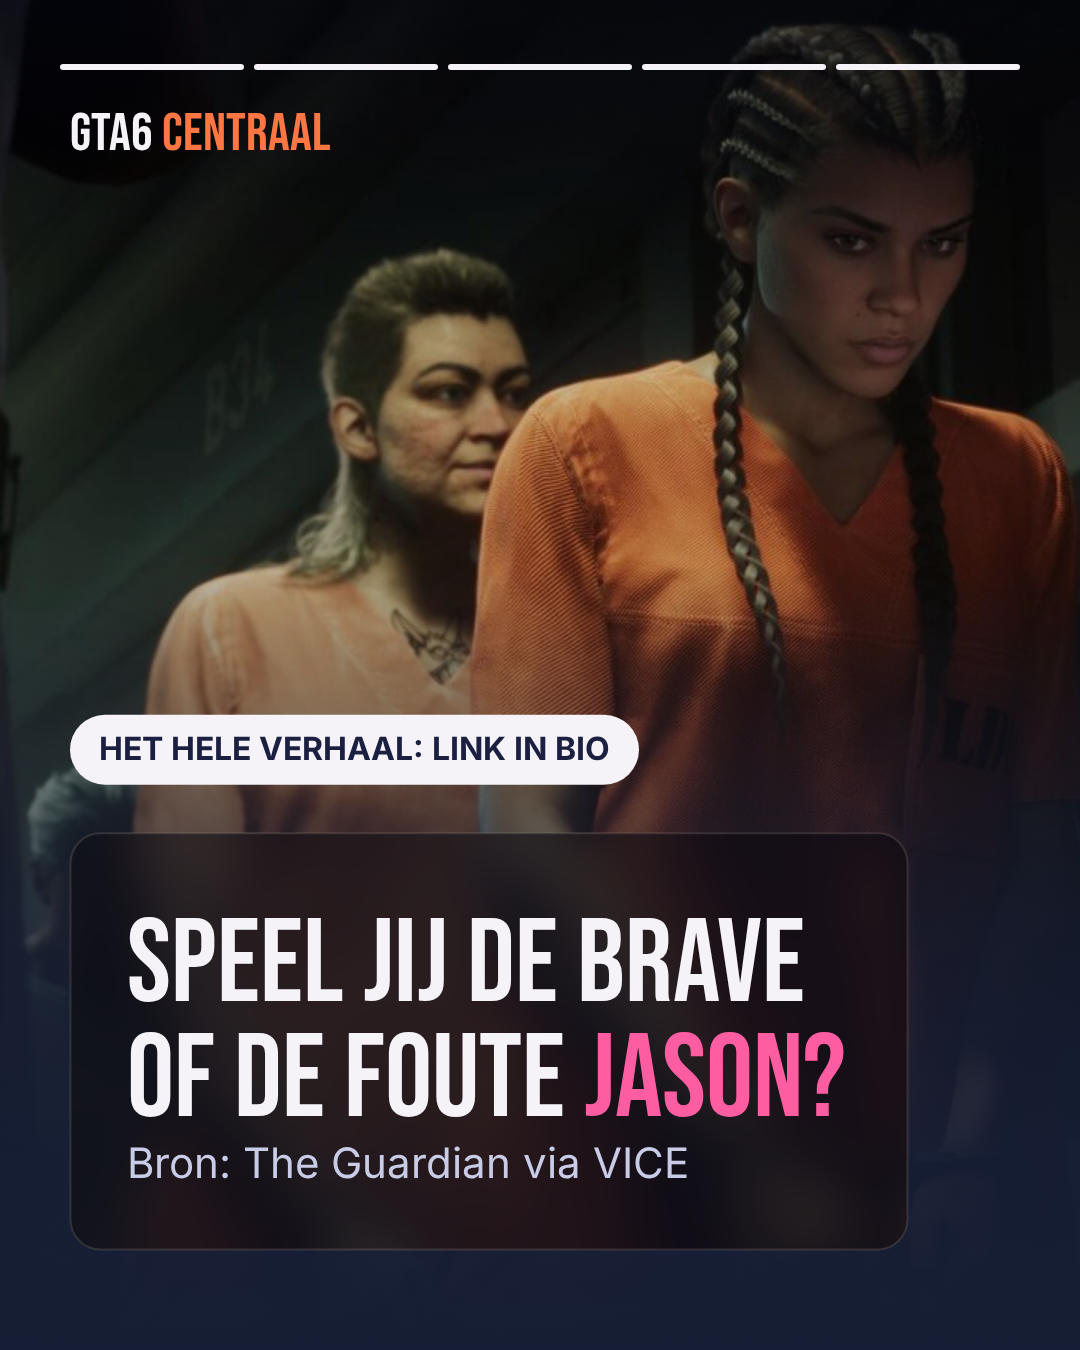 GTA6 CENTRAAL
B34
HET HELE VERHAAL: LINK IN BIO
SPEEL JIJ DE BRAVE
OF DE FOUTE JASON?
Bron: The Guardian via VICE